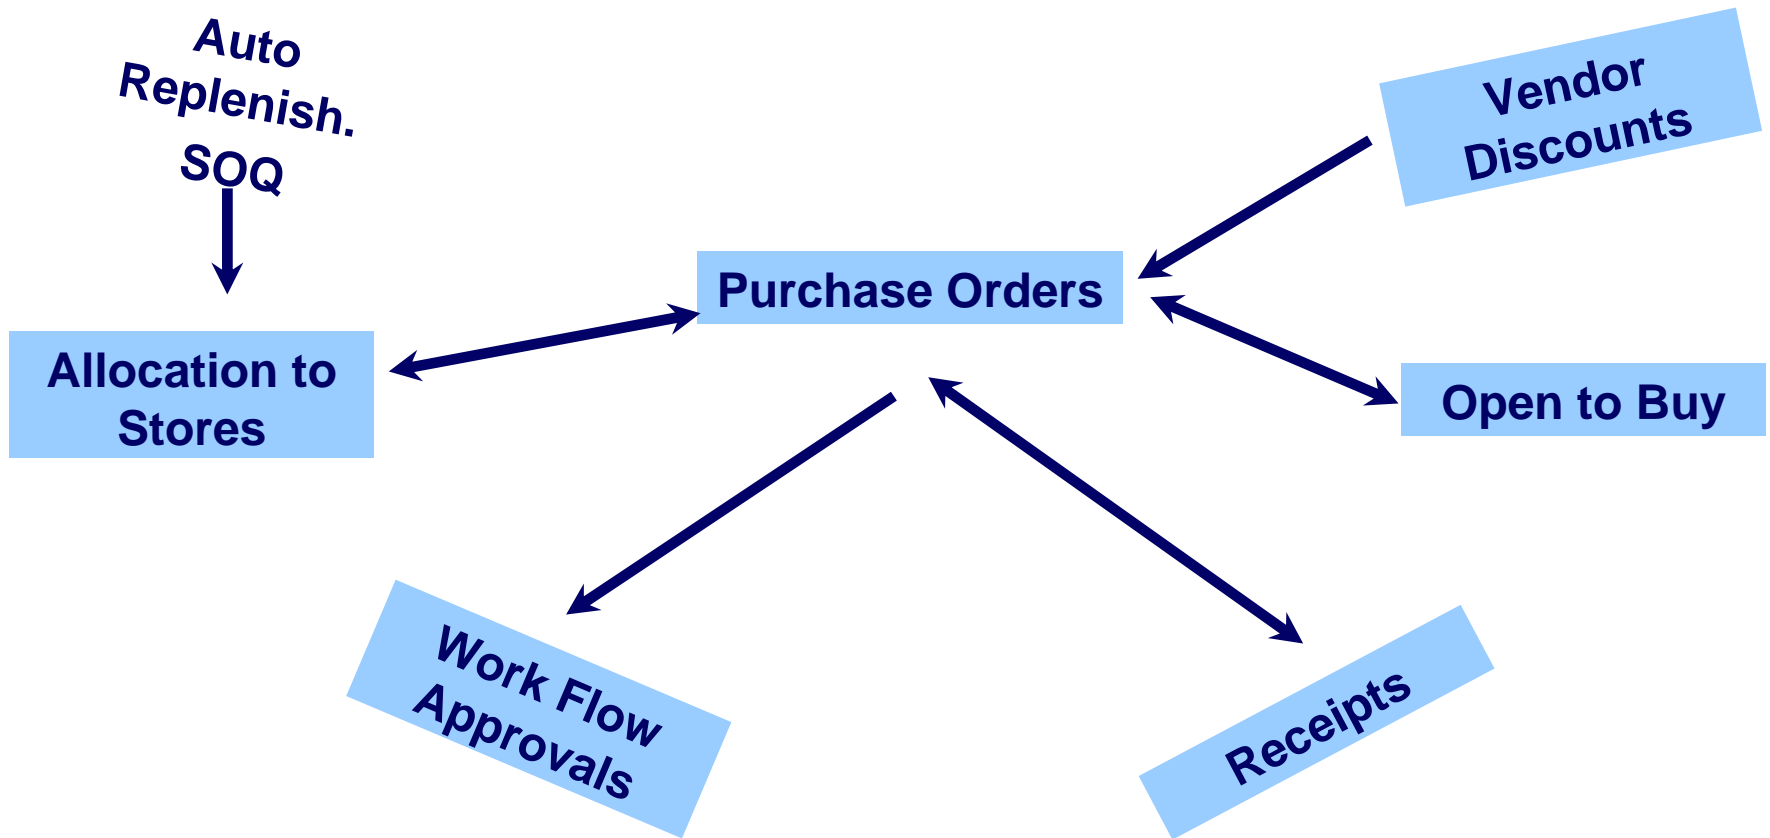 Auto
Replenish.
SOQ
Vendor
Discounts
Purchase Orders
Allocation to
Stores
Open to Buy
Work Flow
Approvals
Receipts